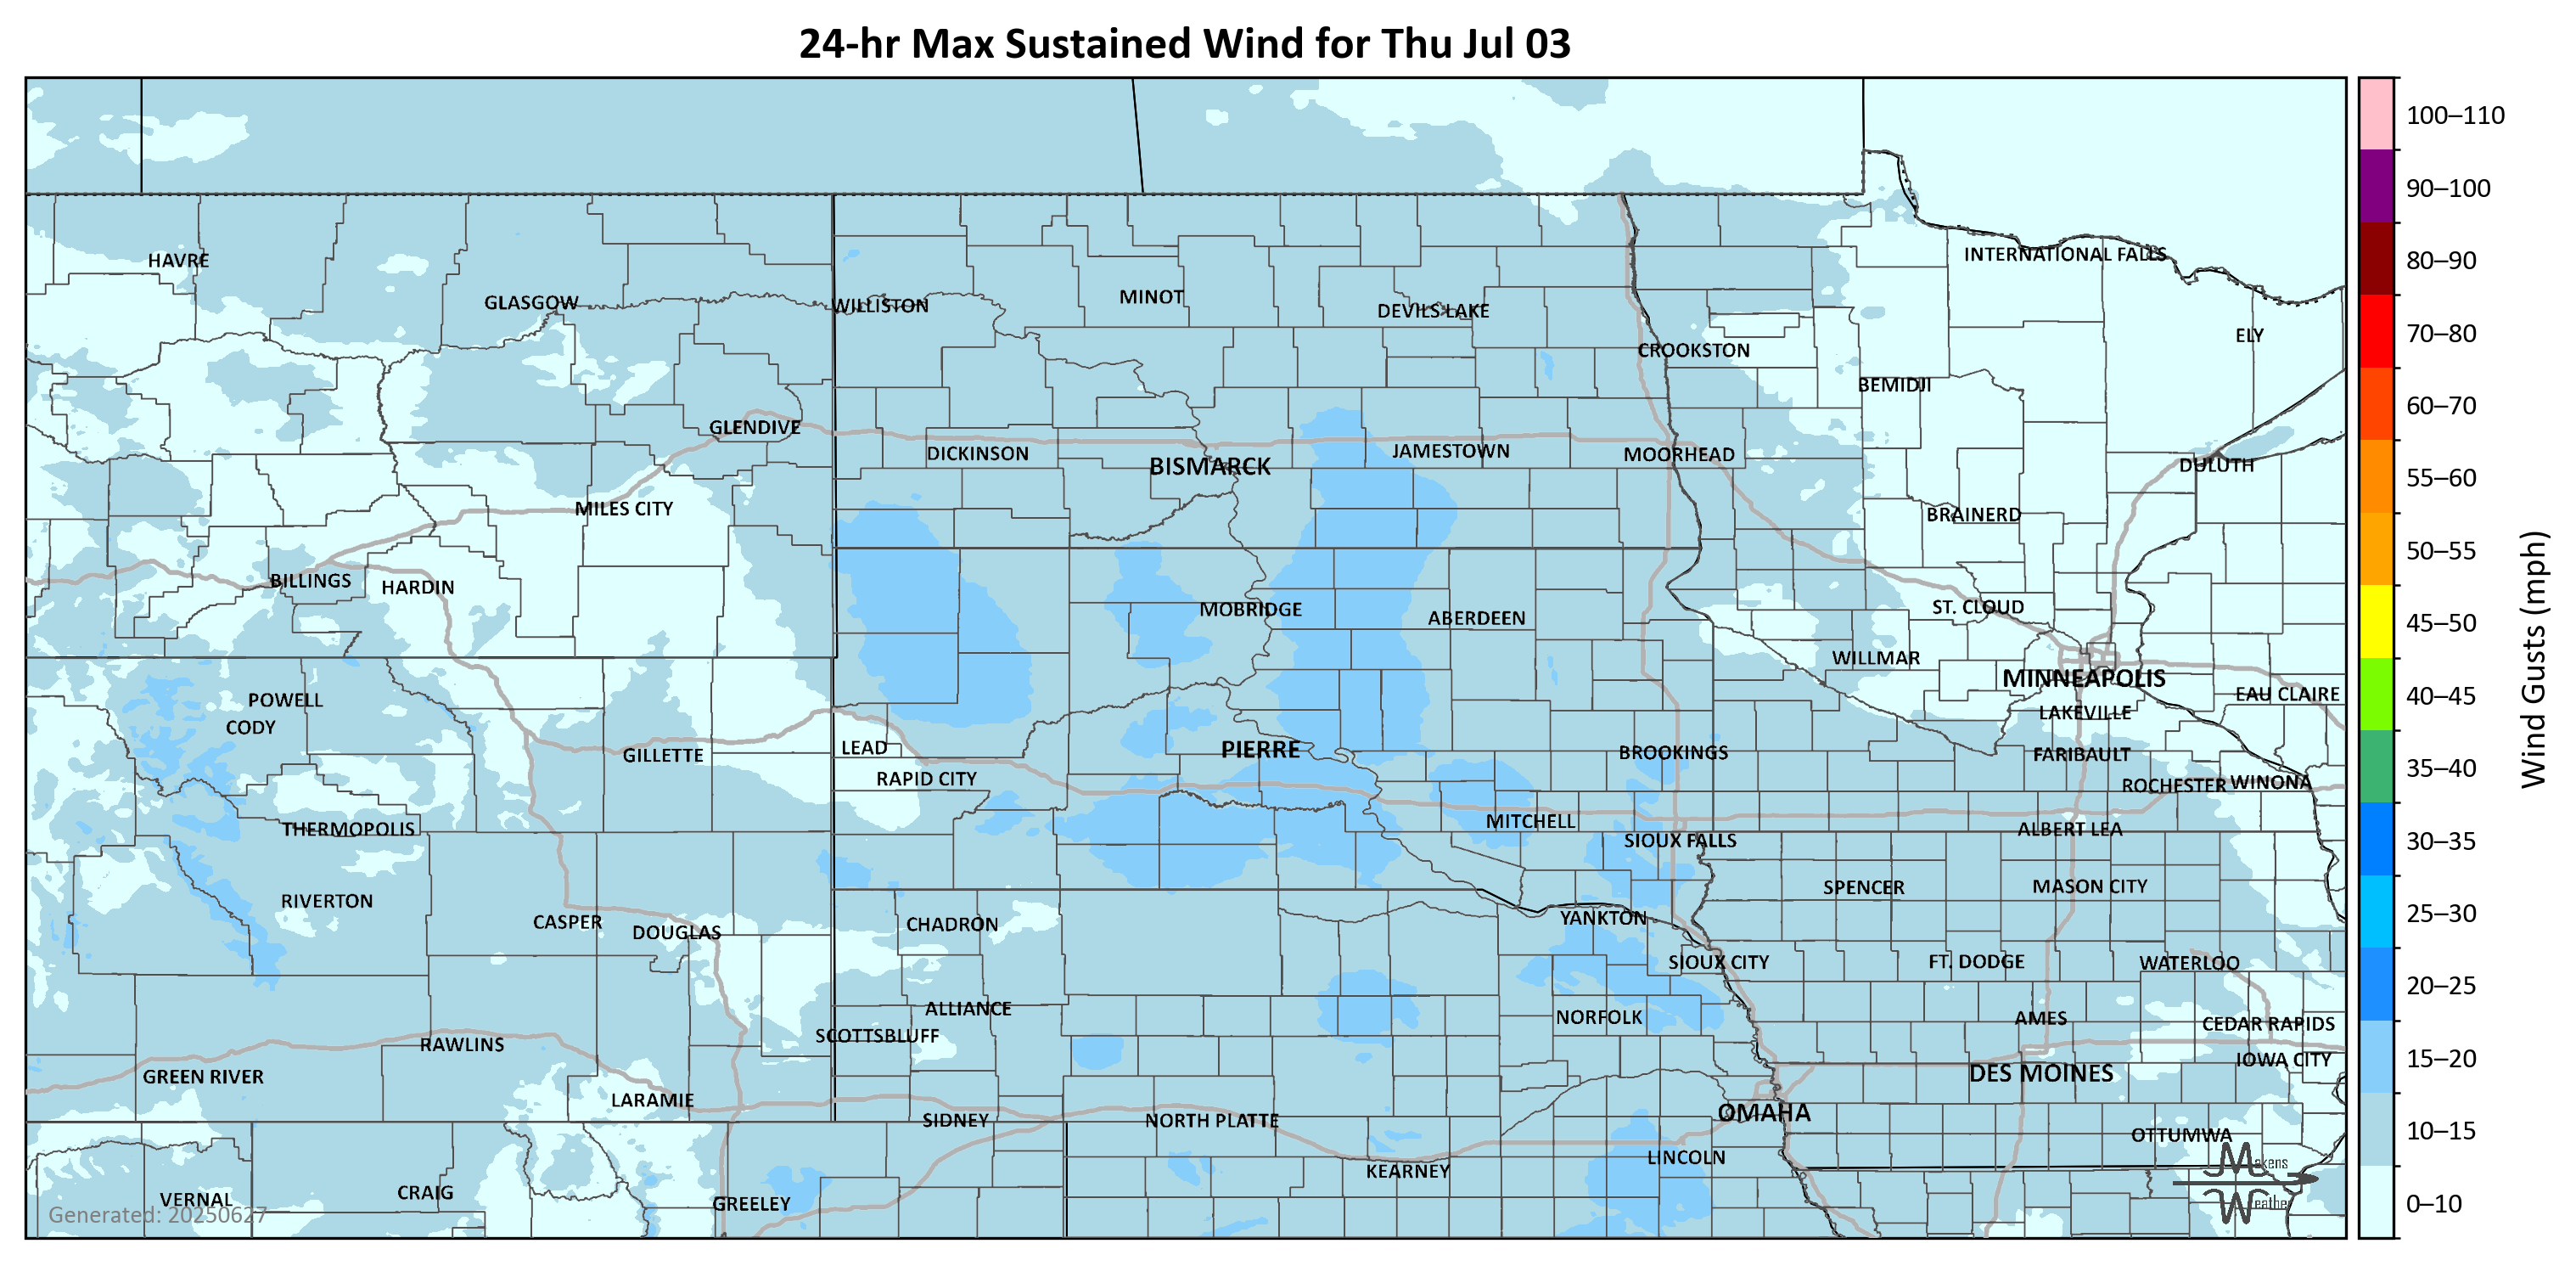 24-hr Max Sustained Wind for Thu Jul 03
100–110
90–100
80–90
70–80
60–70
55–60
50–55
45–50
40–45
35–40
30–35
25–30
20–25
15–20
10–15
0–10
Wind Gusts (mph)
HAVRE
INTERNATIONAL FALLS
GLASGOW
WILLISTON
MINOT
DEVILS LAKE
ELY
CROOKSTON
BEMIDJI
GLENDIVE
DICKINSON
BISMARCK
JAMESTOWN
MOORHEAD
DULUTH
MILES CITY
BRAINERD
BILLINGS
HARDIN
MOBRIDGE
ABERDEEN
ST. CLOUD
WILLMAR
MINNEAPOLIS
EAU CLAIRE
POWELL
CODY
LAKEVILLE
GILLETTE
LEAD
PIERRE
BROOKINGS
FARIBAULT
RAPID CITY
ROCHESTER
WINONA
THERMOPOLIS
MITCHELL
SIOUX FALLS
ALBERT LEA
RIVERTON
SPENCER
MASON CITY
CASPER
DOUGLAS
CHADRON
YANKTON
SIOUX CITY
FT. DODGE
WATERLOO
ALLIANCE
NORFOLK
AMES
CEDAR RAPIDS
SCOTTSBLUFF
RAWLINS
IOWA CITY
GREEN RIVER
DES MOINES
LARAMIE
SIDNEY
NORTH PLATTE
OMAHA
OTTUMWA
KEARNEY
LINCOLN
VERNAL
CRAIG
GREELEY
Generated: 20250627
Makens
Weather